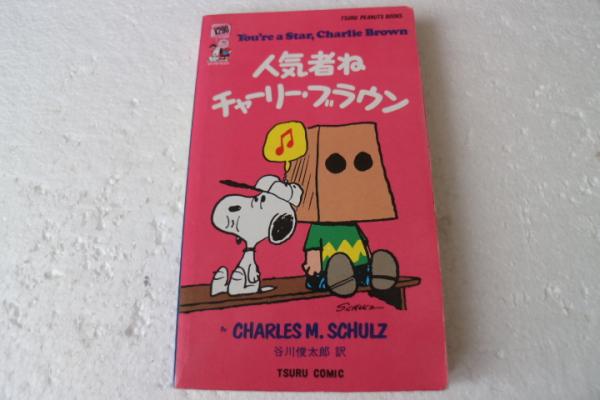 TSURU PEANUTS BOOKS
¥290
You're a Star, Charlie Brown
人気者ね
チャーリー・ブラウン
SCHULZ
By CHARLES M. SCHULZ
谷川俊太郎 訳
TSURU COMIC